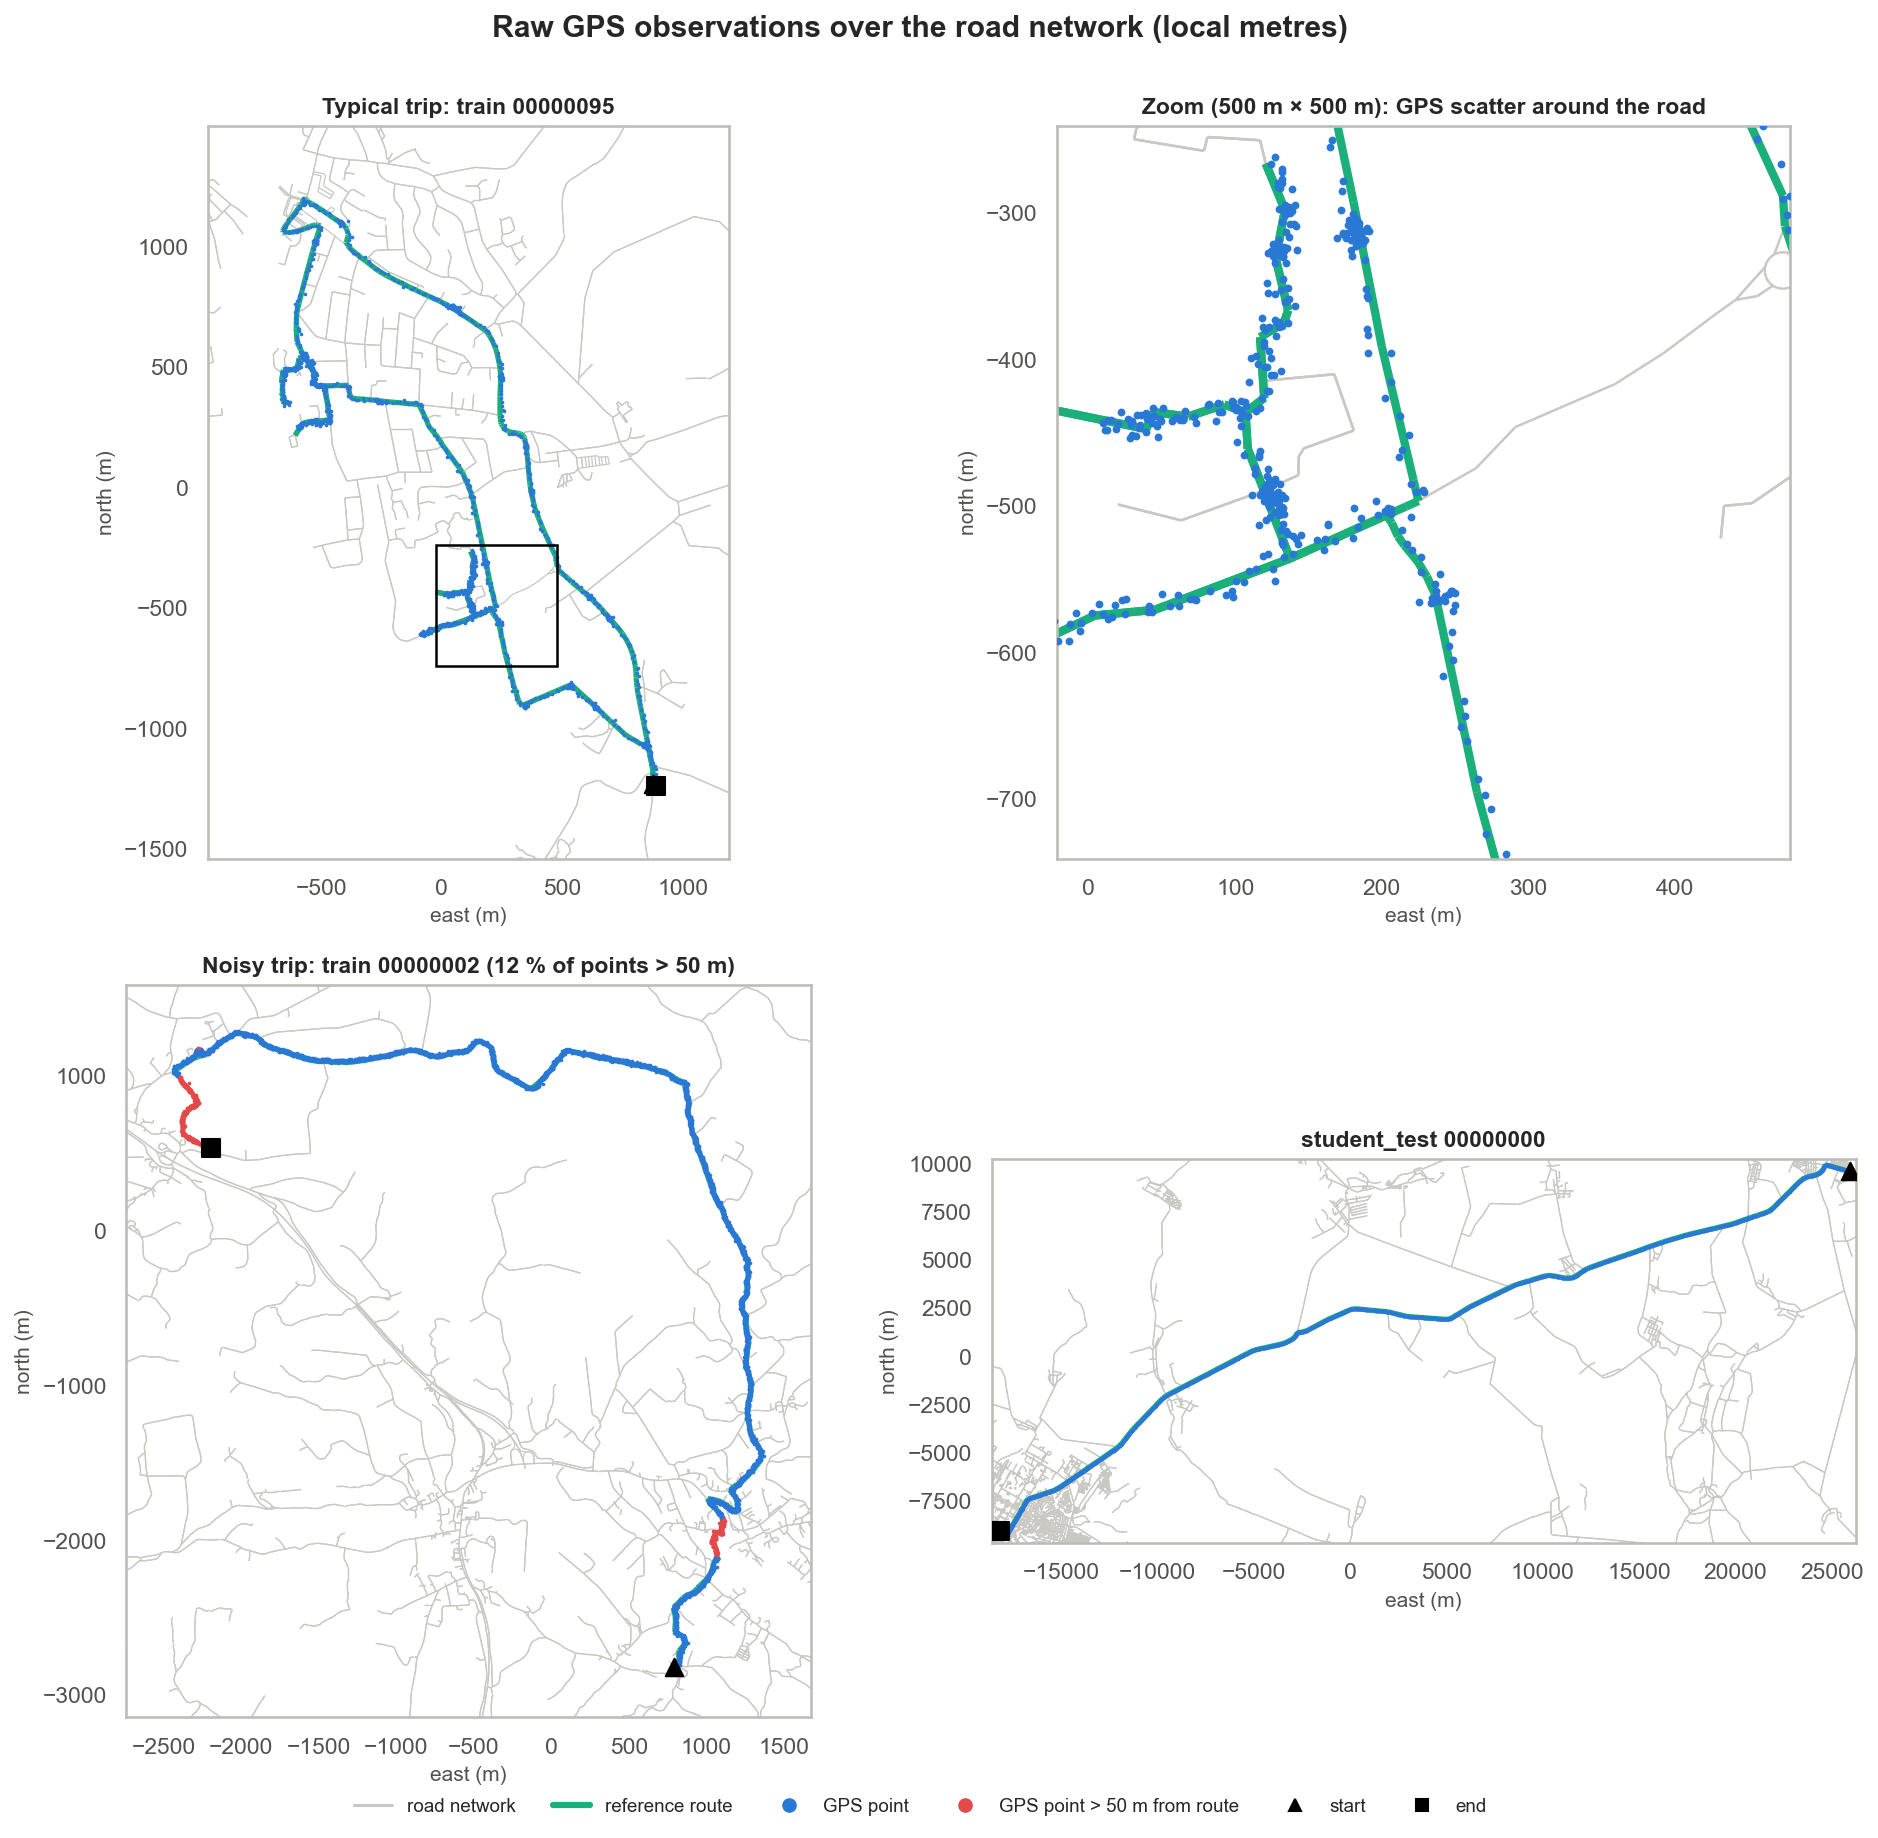 Raw GPS observations over the road network (local metres)
Typical trip: train 00000095
north (m)
1000
500
0
−500
−1000
−1500
−500
0
500
1000
east (m)
Zoom (500 m × 500 m): GPS scatter around the road
north (m)
−300
−400
−500
−600
−700
0
100
200
300
400
east (m)
Noisy trip: train 00000002 (12 % of points > 50 m)
north (m)
1000
0
−1000
−2000
−3000
−2500
−2000
−1500
−1000
−500
0
500
1000
1500
east (m)
student_test 00000000
north (m)
10000
7500
5000
2500
0
−2500
−5000
−7500
−15000
−10000
−5000
0
5000
10000
15000
20000
25000
east (m)
road network
reference route
GPS point
GPS point > 50 m from route
start
end